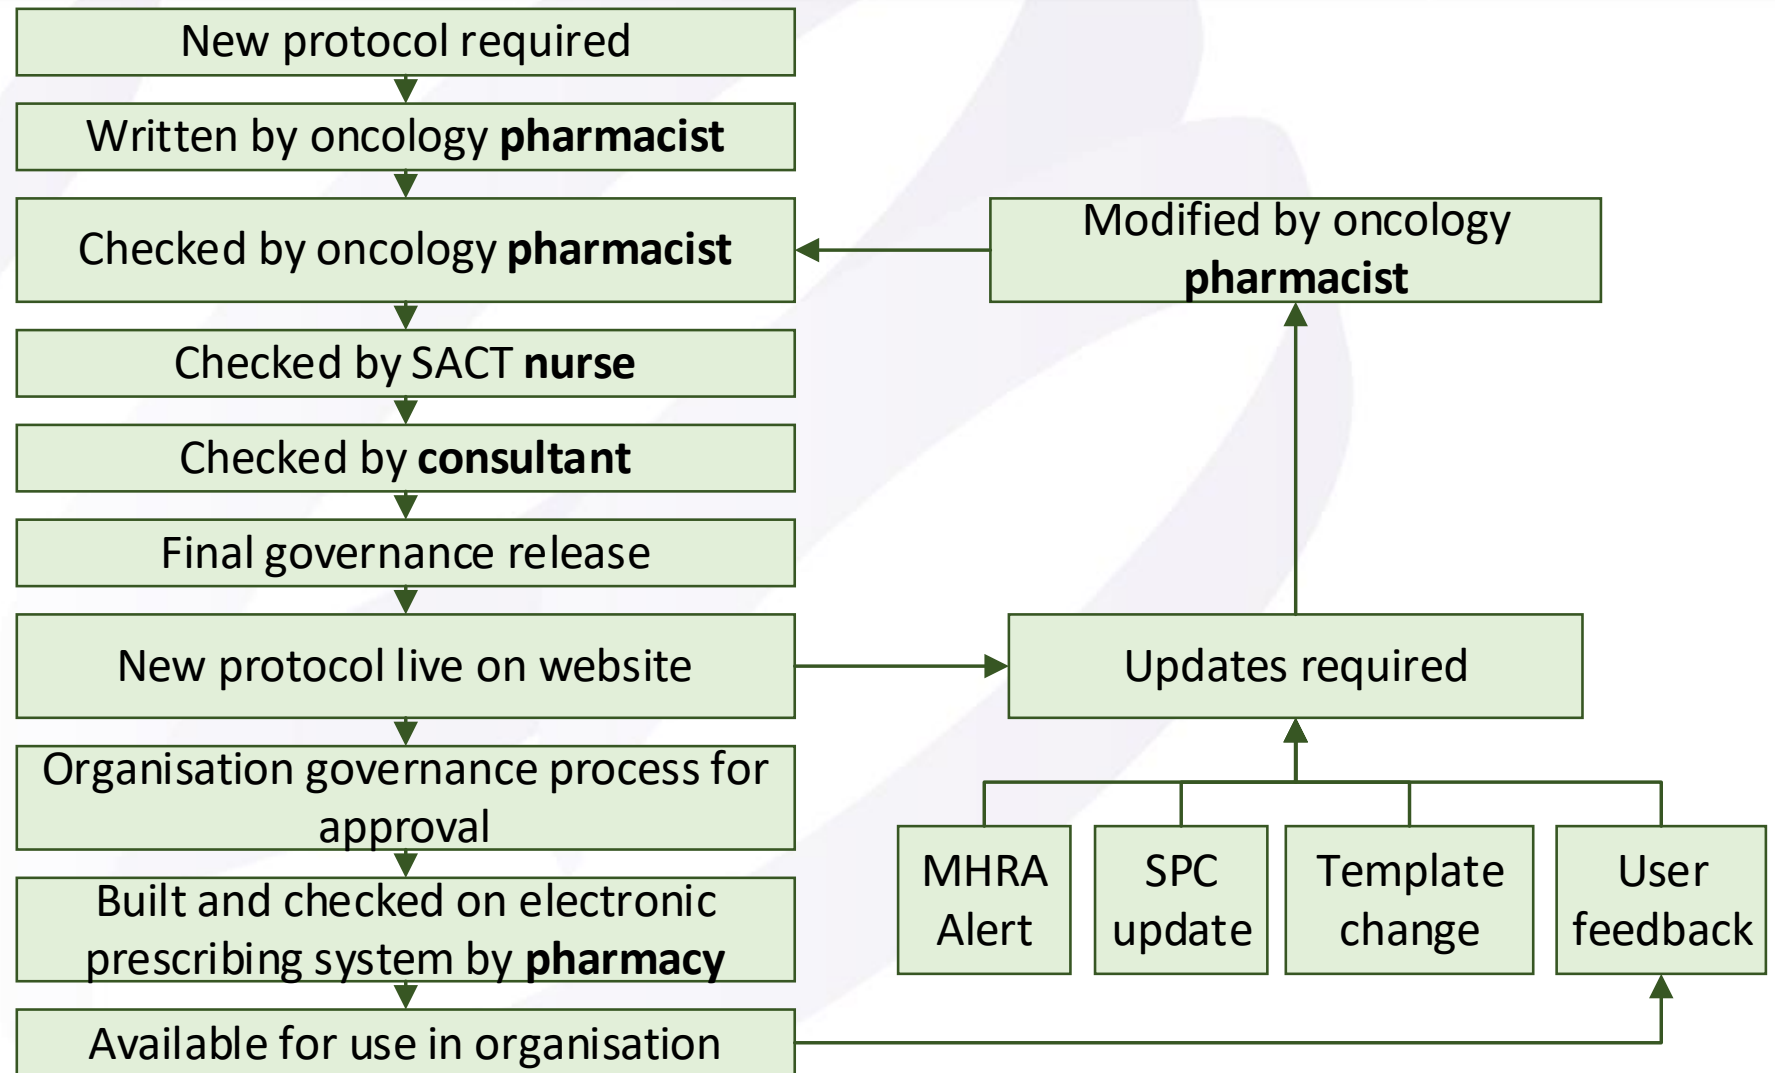 New protocol required
Written by oncology pharmacist
Checked by oncology pharmacist
Checked by SACT nurse
Checked by consultant
Final governance release
New protocol live on website
Organisation governance process for
approval
Built and checked on electronic
prescribing system by pharmacy
Available for use in organisation
Modified by oncology
pharmacist
Updates required
MHRA
Alert
SPC
update
Template
change
User
feedback